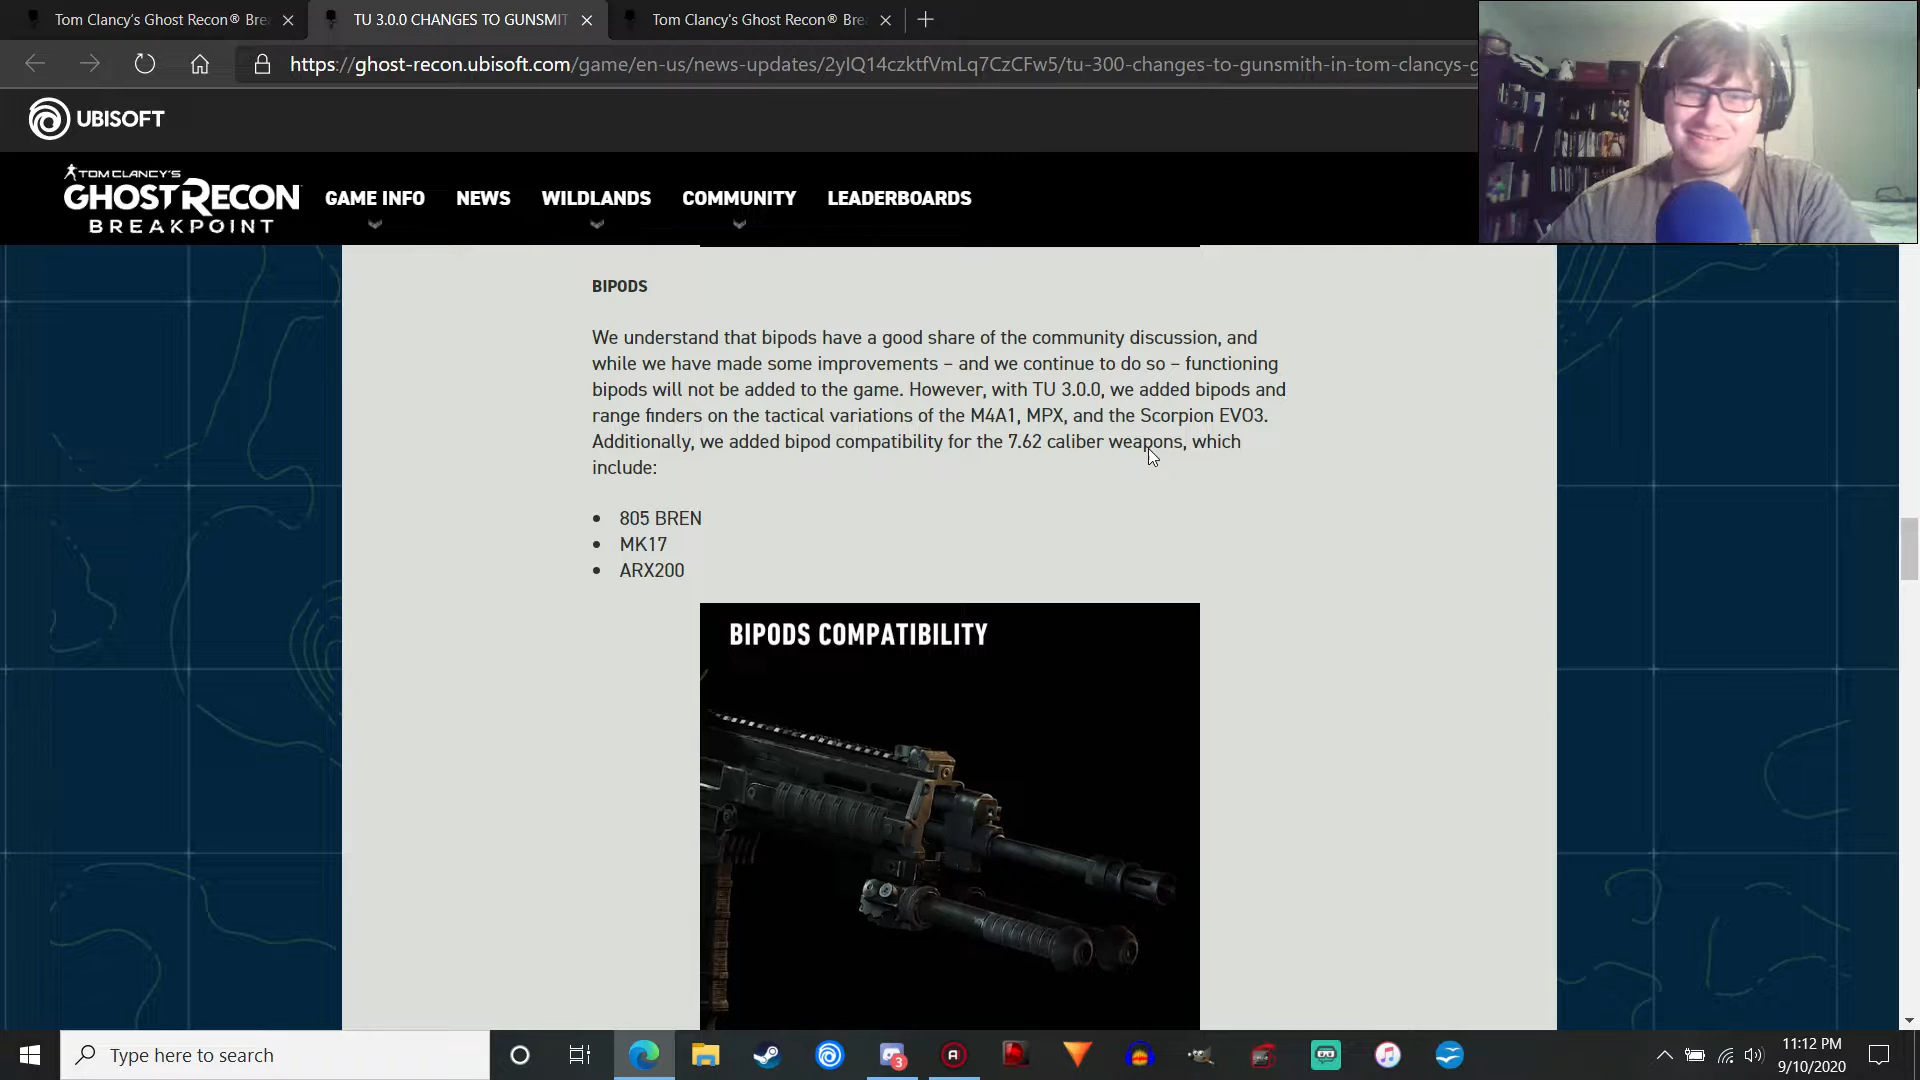 Tom Clancy's Ghost Recon® Bre
TU 3.0.0 CHANGES TO GUNSMIT
Tom Clancy's Ghost Recon® Bre
https://ghost-recon.ubisoft.com/game/en-us/news-updates/2yIQ14czktfVmLq7CzCFw5/tu-300-changes-to-gunsmith-in-tom-clancys-g
UBISOFT
TOM CLANCY'S
GHOST RECON
BREAKPOINT
GAME INFO
NEWS
WILDLANDS
COMMUNITY
LEADERBOARDS
BIPODS
We understand that bipods have a good share of the community discussion, and
while we have made some improvements – and we continue to do so – functioning
bipods will not be added to the game. However, with TU 3.0.0, we added bipods and
range finders on the tactical variations of the M4A1, MPX, and the Scorpion EVO3.
Additionally, we added bipod compatibility for the 7.62 caliber weapons, which
include:
• 805 BREN
• MK17
• ARX200
BIPODS COMPATIBILITY
Type here to search
3
11:12 PM
9/10/2020